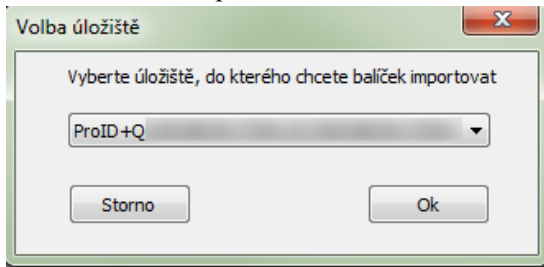 Volba úložiště
Vyberte úložiště, do kterého chcete balíček importovat
ProID+Q
Storno
Ok